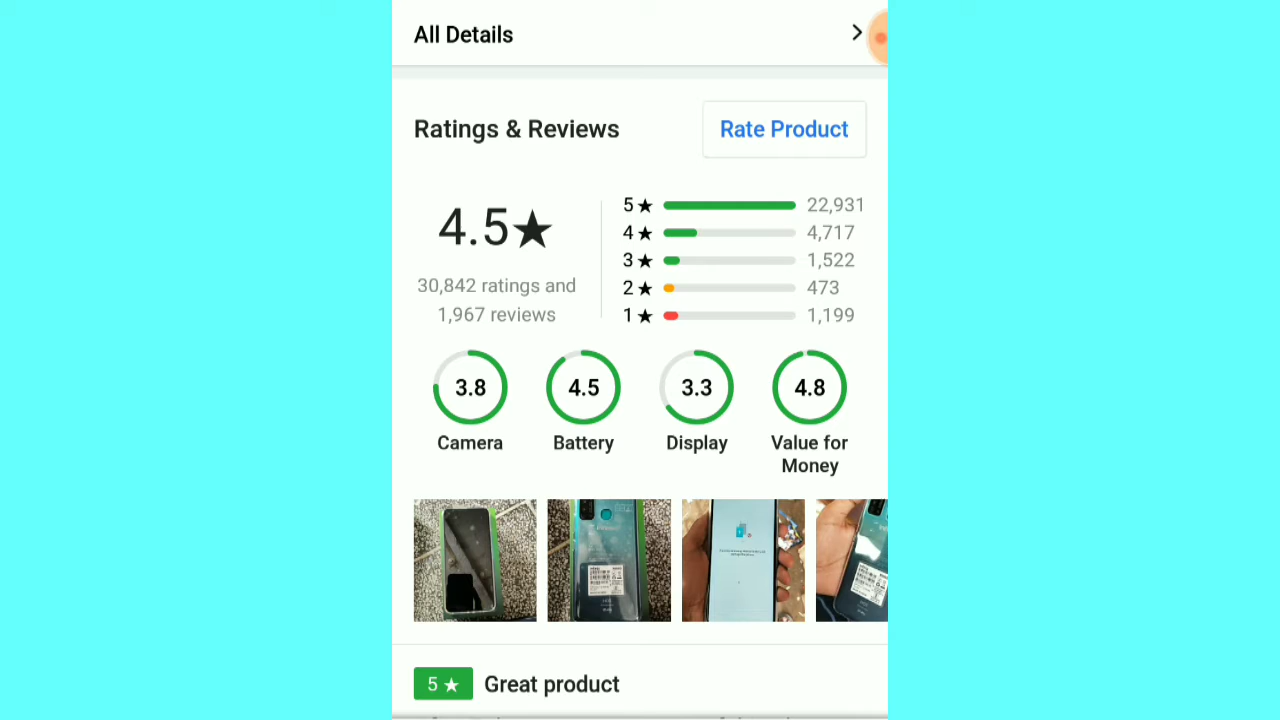 All Details
Ratings & Reviews
Rate Product
4.5★
30,842 ratings and
1,967 reviews
5★ 22,931
4★ 4,717
3★ 1,522
2★ 473
1★ 1,199
3.8 4.5 3.3 4.8
Camera Battery Display Value for
Money
5★ Great product